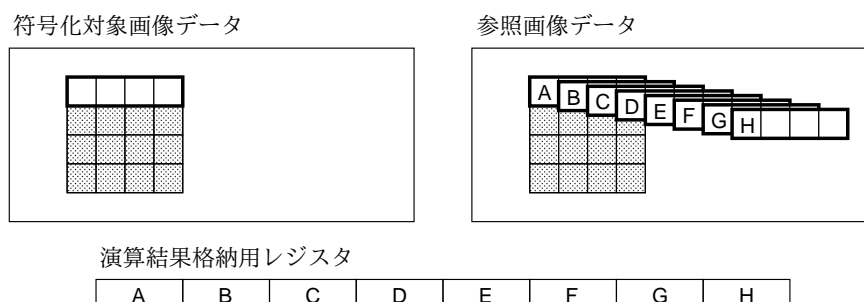 符号化対象画像データ
参照画像データ
A B C D E F G H
演算結果格納用レジスタ
A B C D E F G H